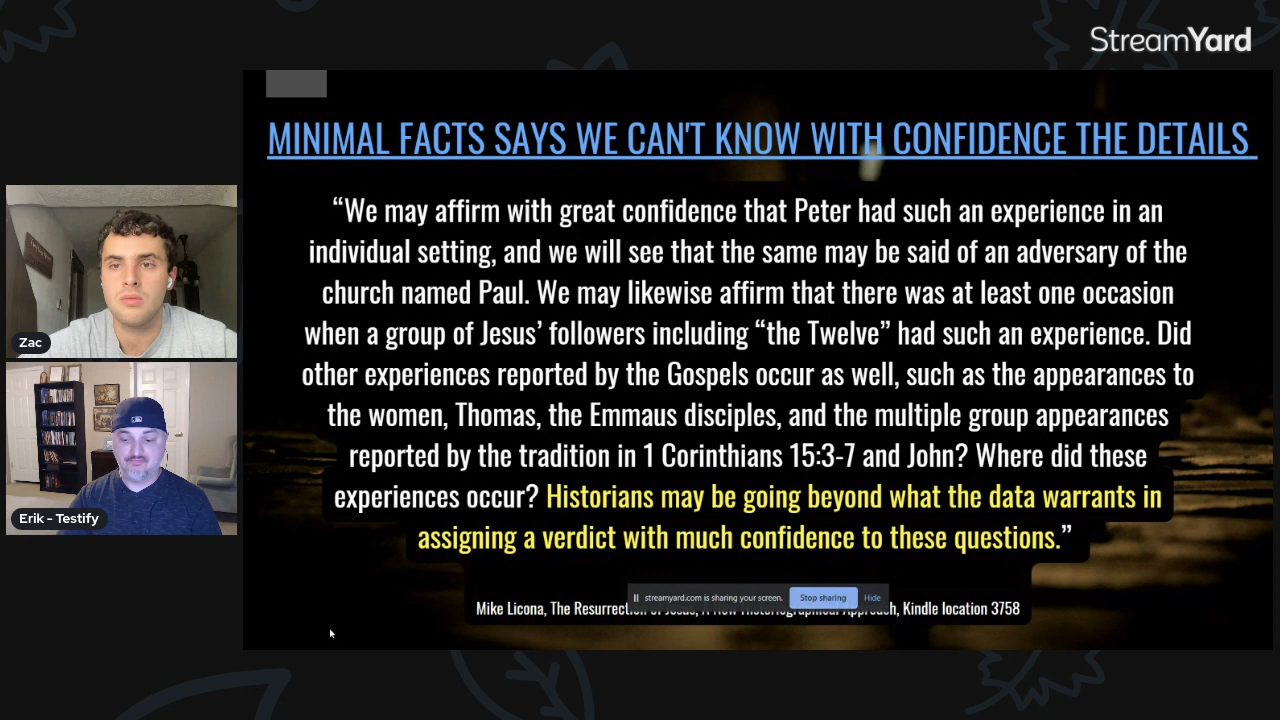 StreamYard
MINIMAL FACTS SAYS WE CAN'T KNOW WITH CONFIDENCE THE DETAILS
“We may affirm with great confidence that Peter had such an experience in an
individual setting, and we will see that the same may be said of an adversary of the
church named Paul. We may likewise affirm that there was at least one occasion
when a group of Jesus’ followers including “the Twelve” had such an experience. Did
other experiences reported by the Gospels occur as well, such as the appearances to
the women, Thomas, the Emmaus disciples, and the multiple group appearances
reported by the tradition in 1 Corinthians 15:3-7 and John? Where did these
experiences occur? Historians may be going beyond what the data warrants in
assigning a verdict with much confidence to these questions.”
streamyard.com is sharing your screen. Stop sharing Hide
Mike Licona, The Resurrection of Jesus, A New Historiographical Approach, Kindle location 3758
Zac
Erik - Testify